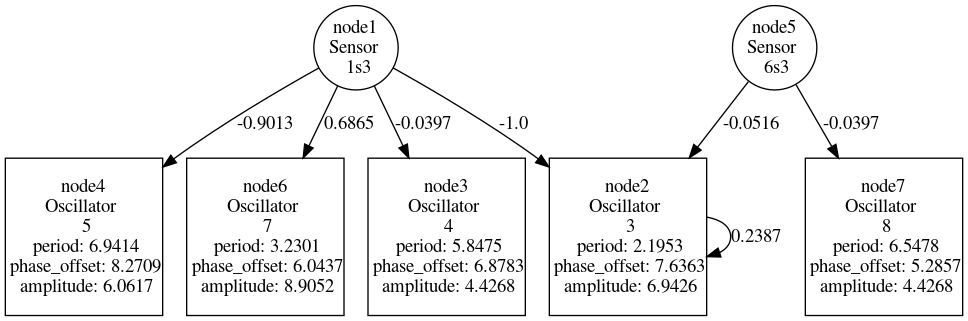 node1
Sensor
1s3
node5
Sensor
6s3
-0.9013
0.6865
-0.0397
-1.0
-0.0516
-0.0397
node4
Oscillator
5
period: 6.9414
phase_offset: 8.2709
amplitude: 6.0617
node6
Oscillator
7
period: 3.2301
phase_offset: 6.0437
amplitude: 8.9052
node3
Oscillator
4
period: 5.8475
phase_offset: 6.8783
amplitude: 4.4268
node2
Oscillator
3
period: 2.1953
phase_offset: 7.6363
amplitude: 6.9426
0.2387
node7
Oscillator
8
period: 6.5478
phase_offset: 5.2857
amplitude: 4.4268